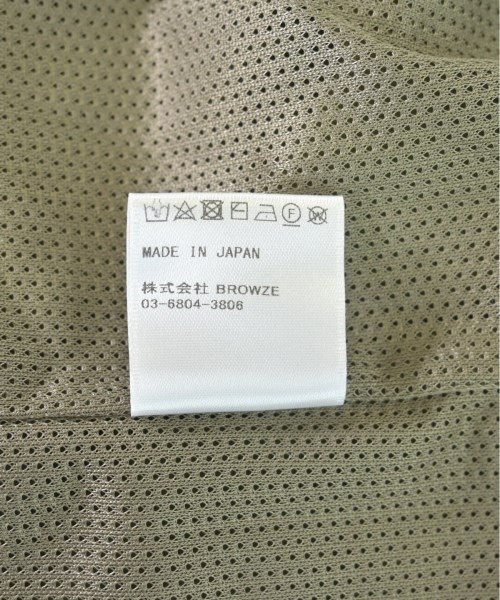 MADE IN JAPAN
株式会社 BROWZE
03-6804-3806